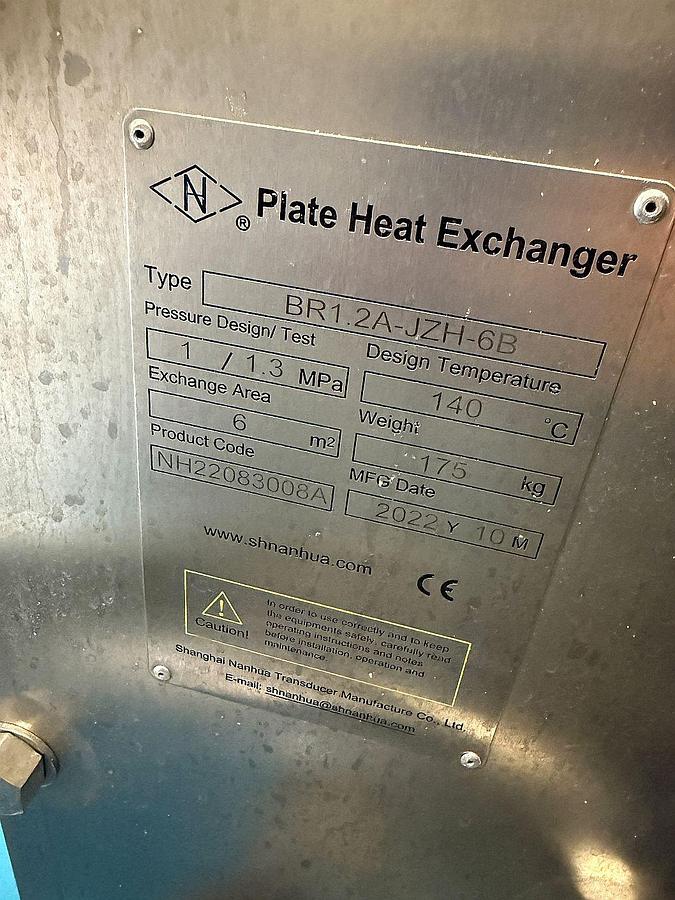 N ® Plate Heat Exchanger
Type BR1.2A-JZH-6B
Pressure Design/ Test
1 / 1.3 MPa
Design Temperature
140 °C
Exchange Area
6 m2
Weight
175 kg
Product Code
NH22083008A
MFG Date
2022 Y 10 M
www.shnanhua.com
CE
Caution!
In order to use correctly and to keep
the equipments safely, carefully read
operating instructions and notes
before installation, operation and
maintenance.
Shanghai Nanhua Transducer Manufacture Co., Ltd.
E-mail: shnanhua@shnanhua.com